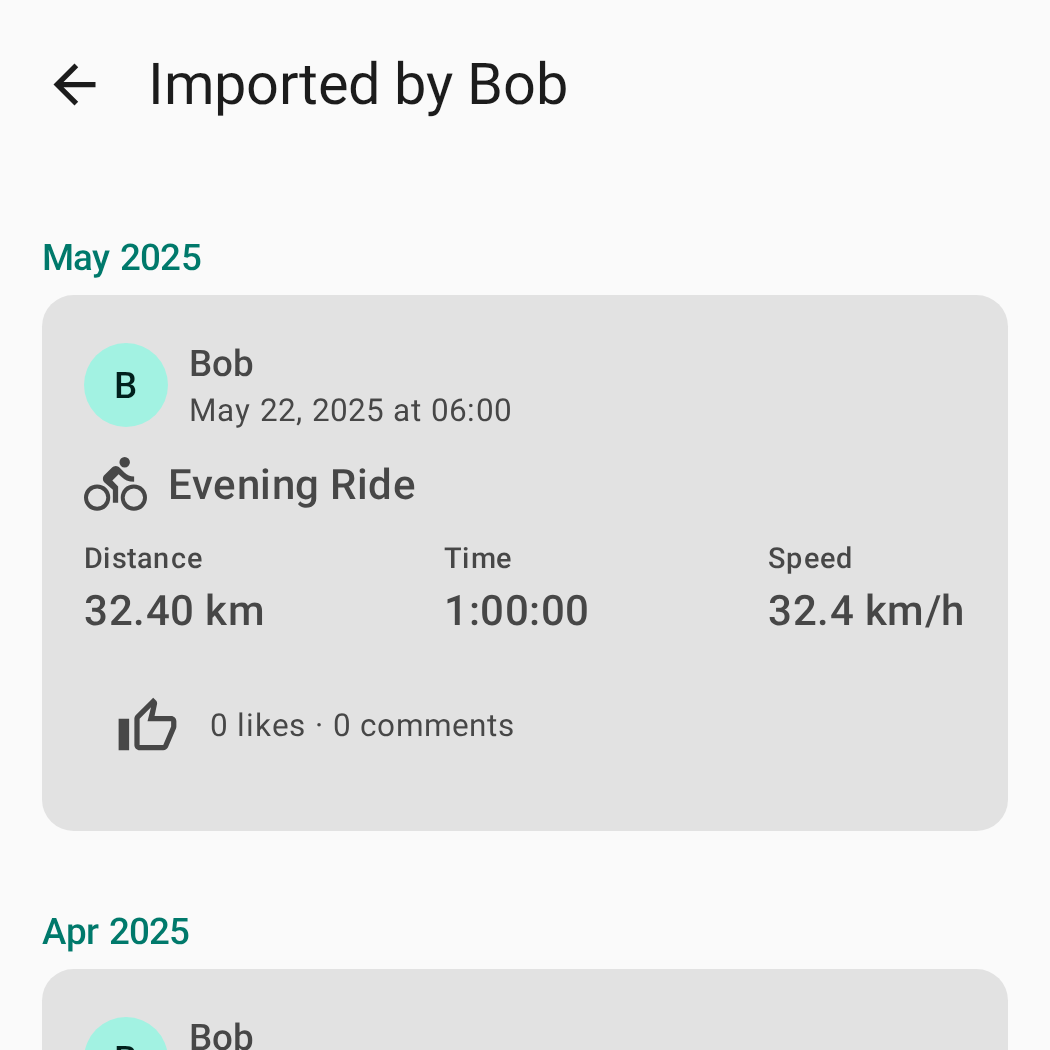 Imported by Bob
May 2025
B
Bob
May 22, 2025 at 06:00
Evening Ride
Distance Time Speed
32.40 km 1:00:00 32.4 km/h
0 likes · 0 comments
Apr 2025
B
Bob